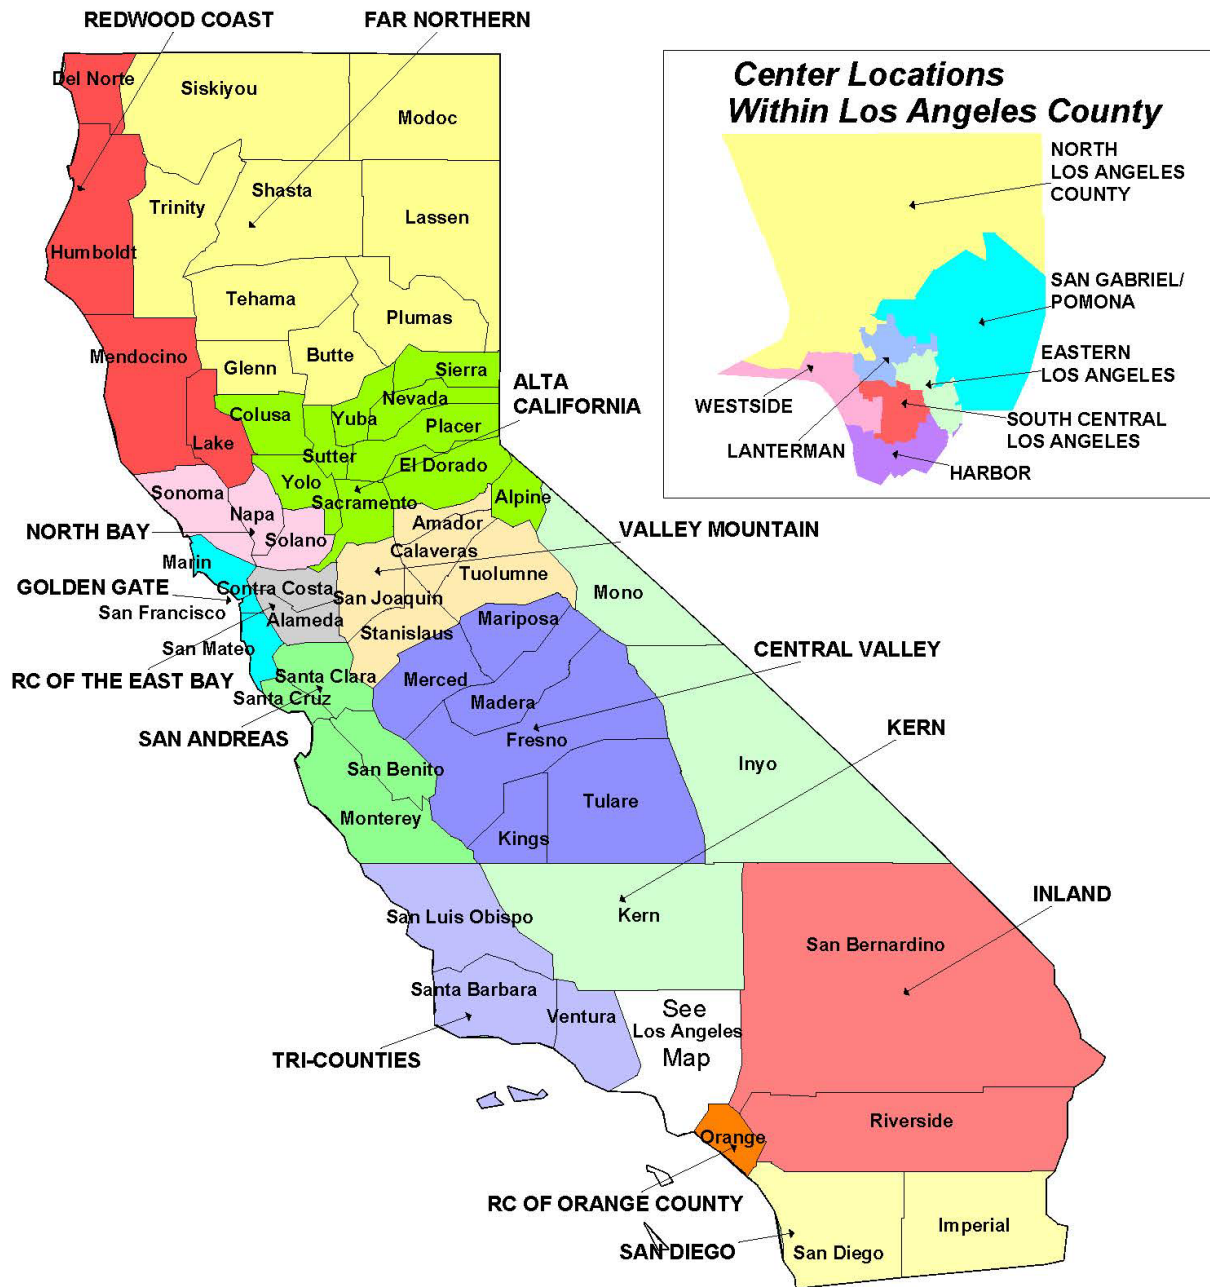 REDWOOD COAST
FAR NORTHERN
Del Norte
Siskiyou
Modoc
Shasta
Trinity
Lassen
Humboldt
Tehama
Plumas
Mendocino
Butte
Glenn
Sierra
Nevada
ALTA
CALIFORNIA
Colusa
Yuba
Placer
Lake
Sutter
El Dorado
Yolo
Sonoma
Sacramento
Alpine
Napa
Amador
NORTH BAY
Solano
VALLEY MOUNTAIN
Calaveras
Marin
Tuolumne
GOLDEN GATE
Contra Costa
Mono
San Joaquin
San Francisco
Alameda
Mariposa
Stanislaus
San Mateo
CENTRAL VALLEY
RC OF THE EAST BAY
Santa Clara
Merced
Santa Cruz
Madera
KERN
SAN ANDREAS
Fresno
Inyo
San Benito
Tulare
Monterey
Kings
INLAND
San Luis Obispo
Kern
San Bernardino
Santa Barbara
Ventura
See
Los Angeles
Map
TRI-COUNTIES
Riverside
Orange
RC OF ORANGE COUNTY
Imperial
SAN DIEGO
San Diego
Center Locations
Within Los Angeles County
NORTH
LOS ANGELES
COUNTY
SAN GABRIEL/
POMONA
EASTERN
LOS ANGELES
WESTSIDE
SOUTH CENTRAL
LOS ANGELES
LANTERMAN
HARBOR